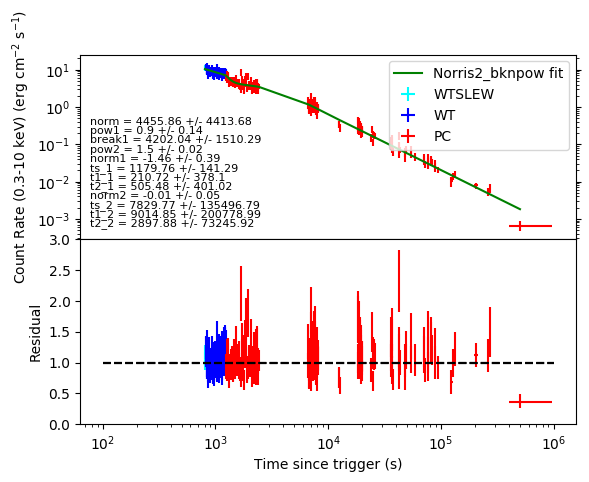 Count Rate (0.3-10 keV) (erg cm⁻² s⁻¹)
10¹
10⁰
10⁻¹
10⁻²
10⁻³
Norris2_bknpow fit
WTSLEW
WT
PC
norm = 4455.86 +/- 4413.68
pow1 = 0.9 +/- 0.14
break1 = 4202.04 +/- 1510.29
pow2 = 1.5 +/- 0.02
norm1 = -1.46 +/- 0.39
ts_1 = 1179.76 +/- 141.29
t1_1 = 210.72 +/- 378.1
t2_1 = 505.48 +/- 401.02
norm2 = -0.01 +/- 0.05
ts_2 = 7829.77 +/- 135496.79
t1_2 = 9014.85 +/- 200778.99
t2_2 = 2897.88 +/- 73245.92
Residual
3.0
2.5
2.0
1.5
1.0
0.5
0.0
10² 10³ 10⁴ 10⁵ 10⁶
Time since trigger (s)